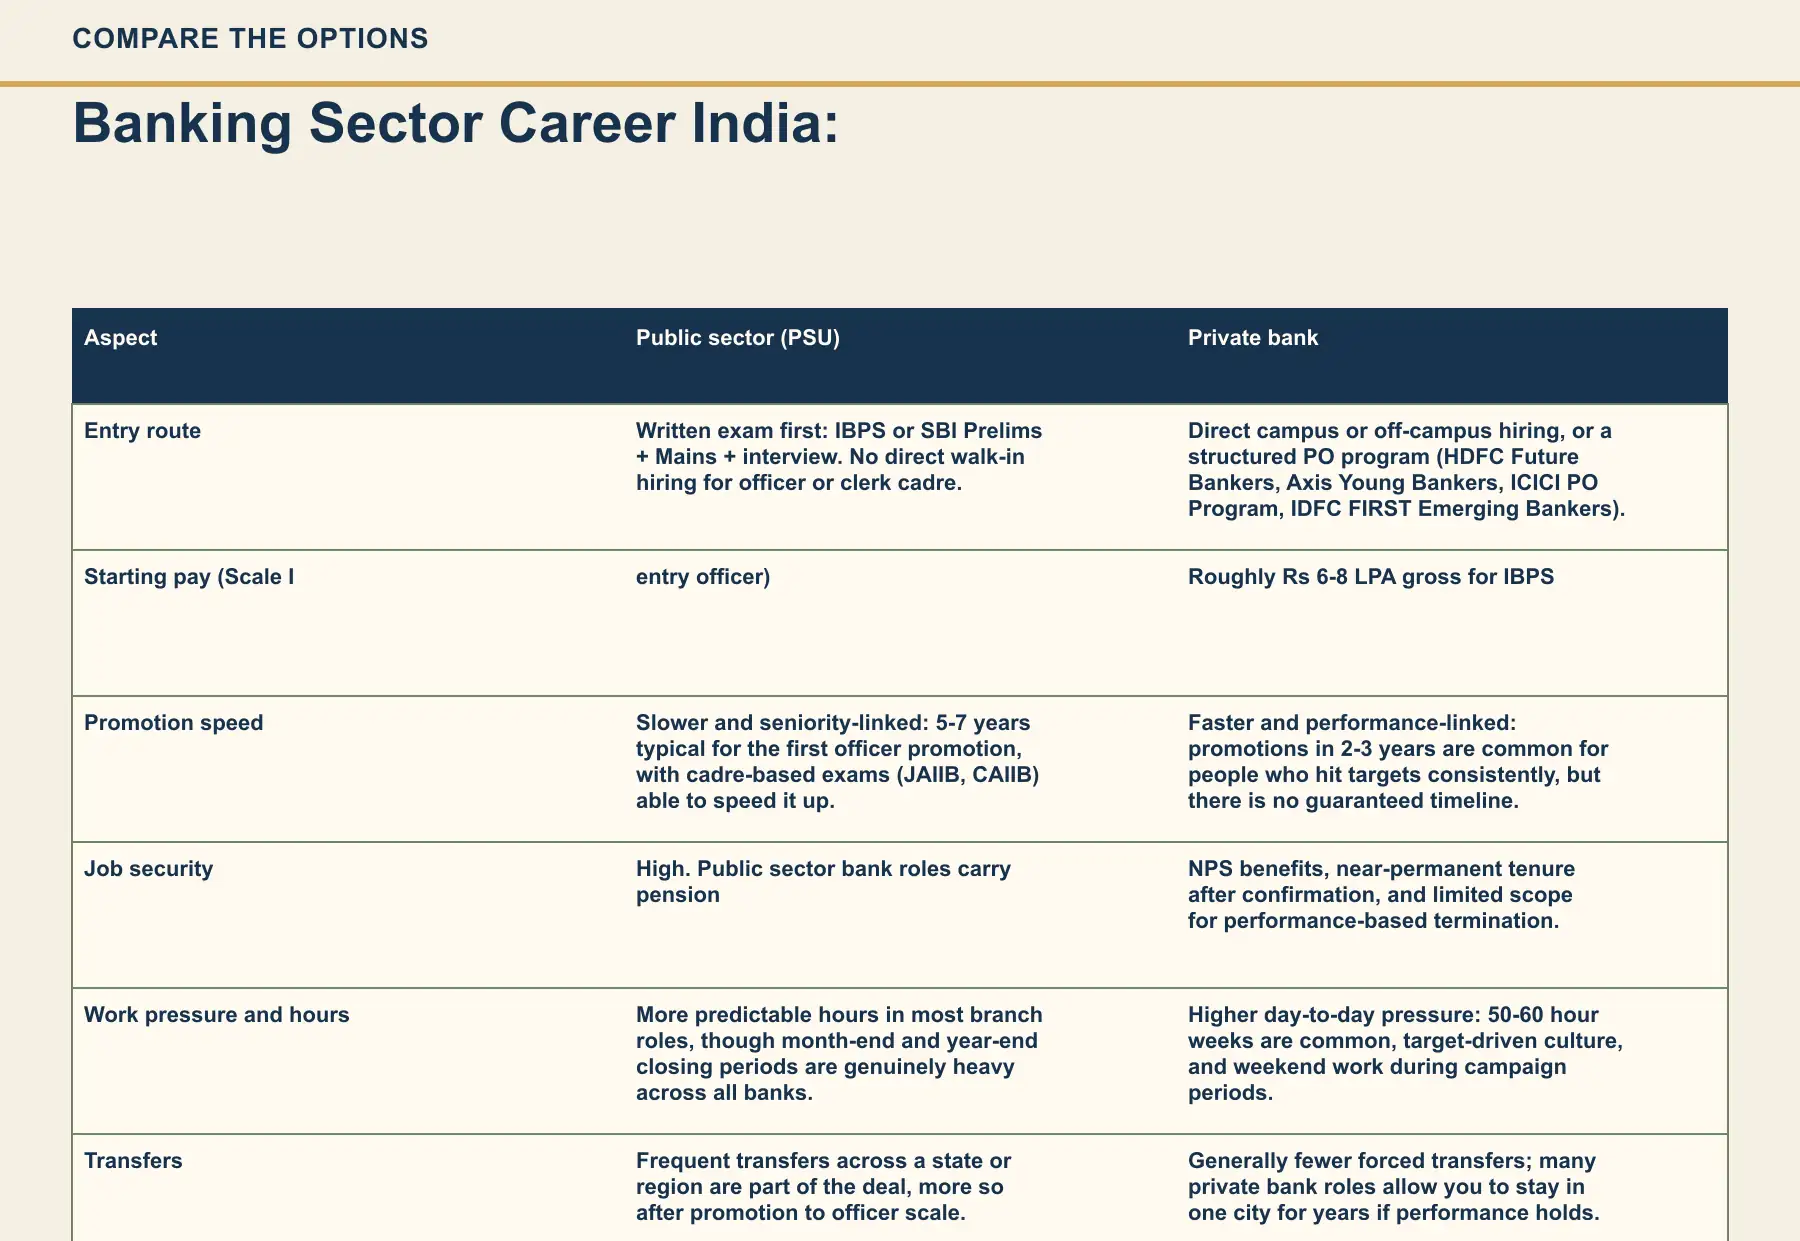 COMPARE THE OPTIONS
Banking Sector Career India:
Aspect
Public sector (PSU)
Private bank
Entry route
Written exam first: IBPS or SBI Prelims
+ Mains + interview. No direct walk-in
hiring for officer or clerk cadre.
Direct campus or off-campus hiring, or a
structured PO program (HDFC Future
Bankers, Axis Young Bankers, ICICI PO
Program, IDFC FIRST Emerging Bankers).
Starting pay (Scale I
entry officer)
Roughly Rs 6-8 LPA gross for IBPS
Promotion speed
Slower and seniority-linked: 5-7 years
typical for the first officer promotion,
with cadre-based exams (JAIIB, CAIIB)
able to speed it up.
Faster and performance-linked:
promotions in 2-3 years are common for
people who hit targets consistently, but
there is no guaranteed timeline.
Job security
High. Public sector bank roles carry
pension
NPS benefits, near-permanent tenure
after confirmation, and limited scope
for performance-based termination.
Work pressure and hours
More predictable hours in most branch
roles, though month-end and year-end
closing periods are genuinely heavy
across all banks.
Higher day-to-day pressure: 50-60 hour
weeks are common, target-driven culture,
and weekend work during campaign
periods.
Transfers
Frequent transfers across a state or
region are part of the deal, more so
after promotion to officer scale.
Generally fewer forced transfers; many
private bank roles allow you to stay in
one city for years if performance holds.